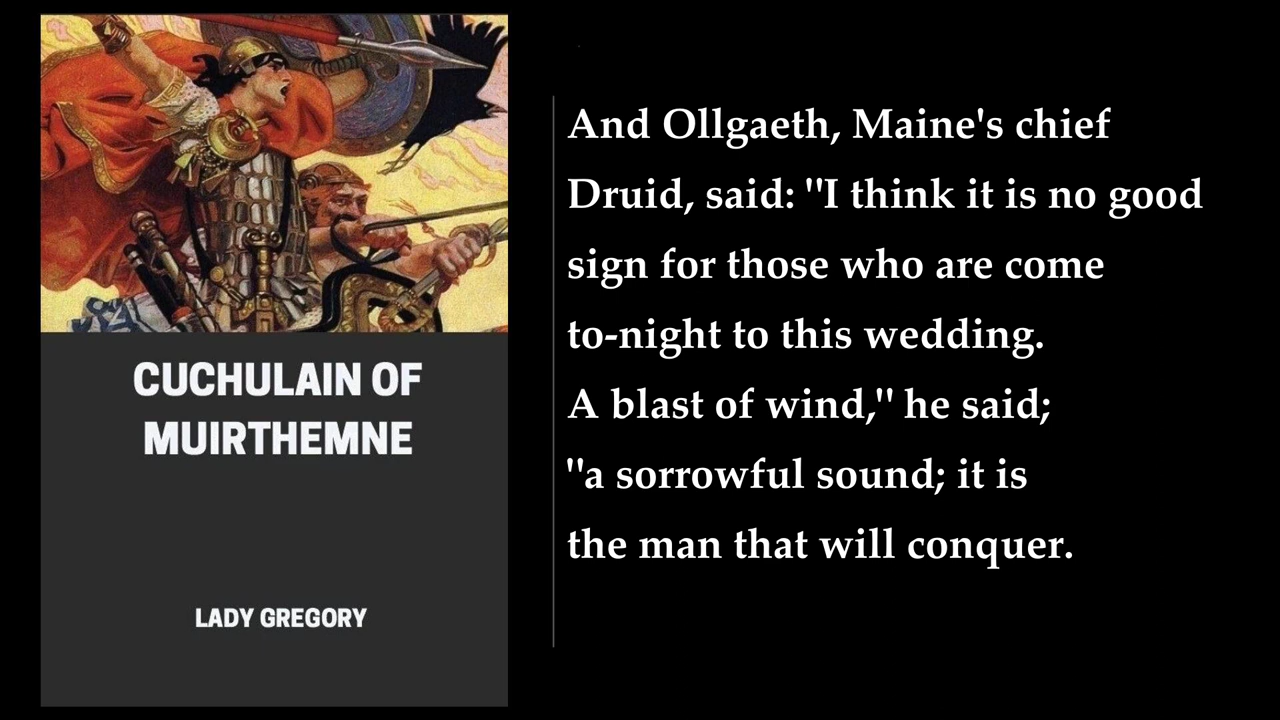 CUCHULAIN OF
MUIRTHEMNE
LADY GREGORY
And Ollgaeth, Maine's chief
Druid, said: "I think it is no good
sign for those who are come
to-night to this wedding.
A blast of wind," he said;
"a sorrowful sound; it is
the man that will conquer.